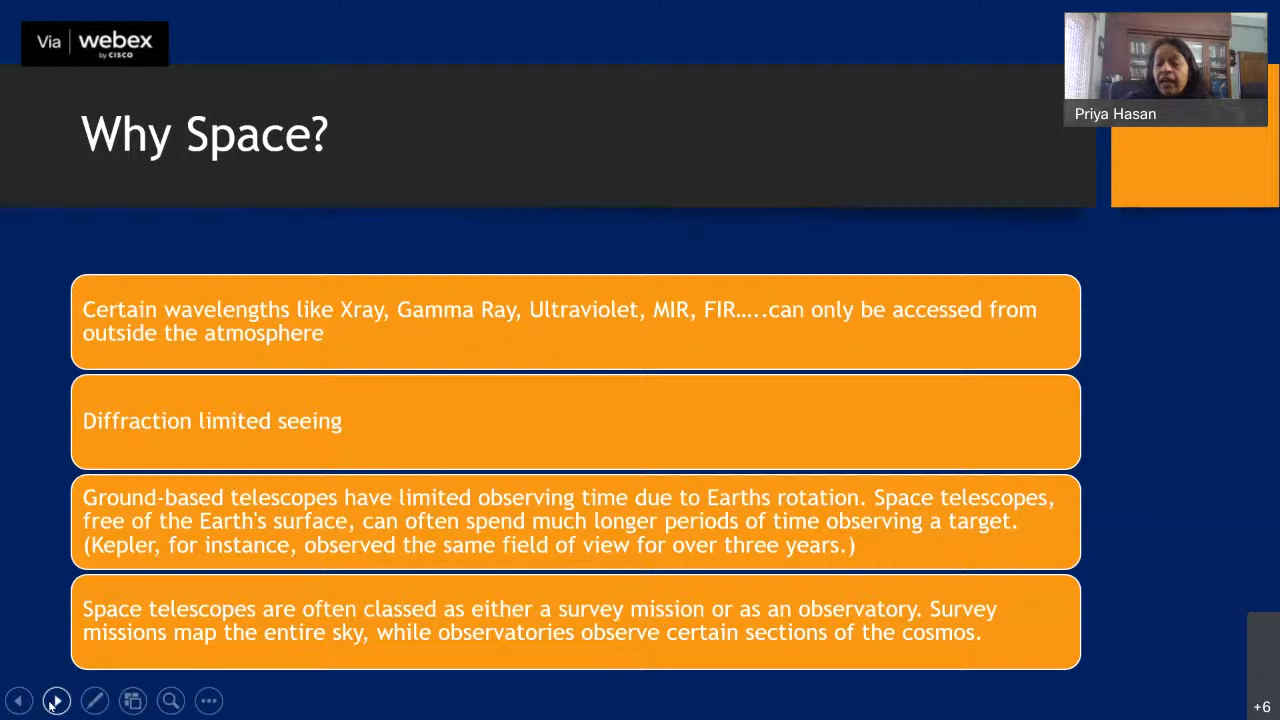 Via webex
by CISCO
Priya Hasan
Why Space?
Certain wavelengths like Xray, Gamma Ray, Ultraviolet, MIR, FIR…..can only be accessed from
outside the atmosphere
Diffraction limited seeing
Ground-based telescopes have limited observing time due to Earths rotation. Space telescopes,
free of the Earth's surface, can often spend much longer periods of time observing a target.
(Kepler, for instance, observed the same field of view for over three years.)
Space telescopes are often classed as either a survey mission or as an observatory. Survey
missions map the entire sky, while observatories observe certain sections of the cosmos.
+6